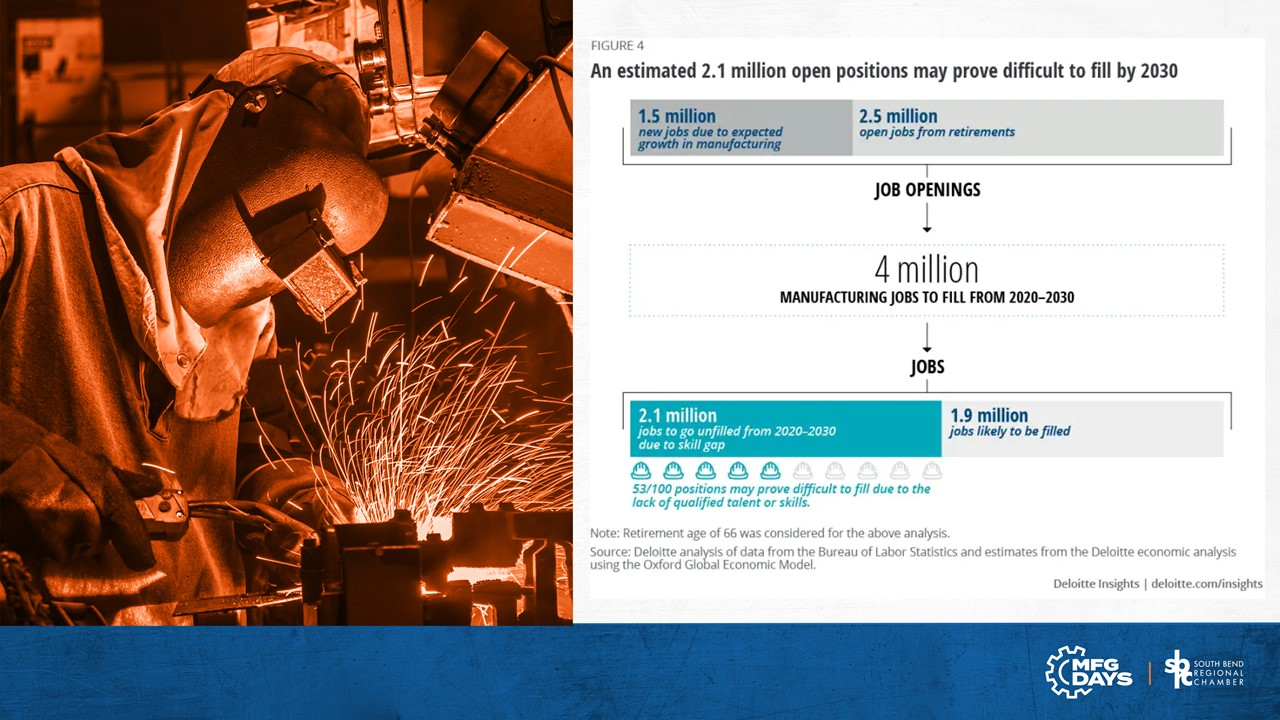 FIGURE 4
An estimated 2.1 million open positions may prove difficult to fill by 2030
1.5 million
new jobs due to expected
growth in manufacturing
2.5 million
open jobs from retirements
JOB OPENINGS
4 million
MANUFACTURING JOBS TO FILL FROM 2020–2030
JOBS
2.1 million
jobs to go unfilled from 2020–2030
due to skill gap
1.9 million
jobs likely to be filled
53/100 positions may prove difficult to fill due to the
lack of qualified talent or skills.
Note: Retirement age of 66 was considered for the above analysis.
Source: Deloitte analysis of data from the Bureau of Labor Statistics and estimates from the Deloitte economic analysis
using the Oxford Global Economic Model.
Deloitte Insights | deloitte.com/insights
MFG
DAYS
sbrc
SOUTH BEND
REGIONAL
CHAMBER